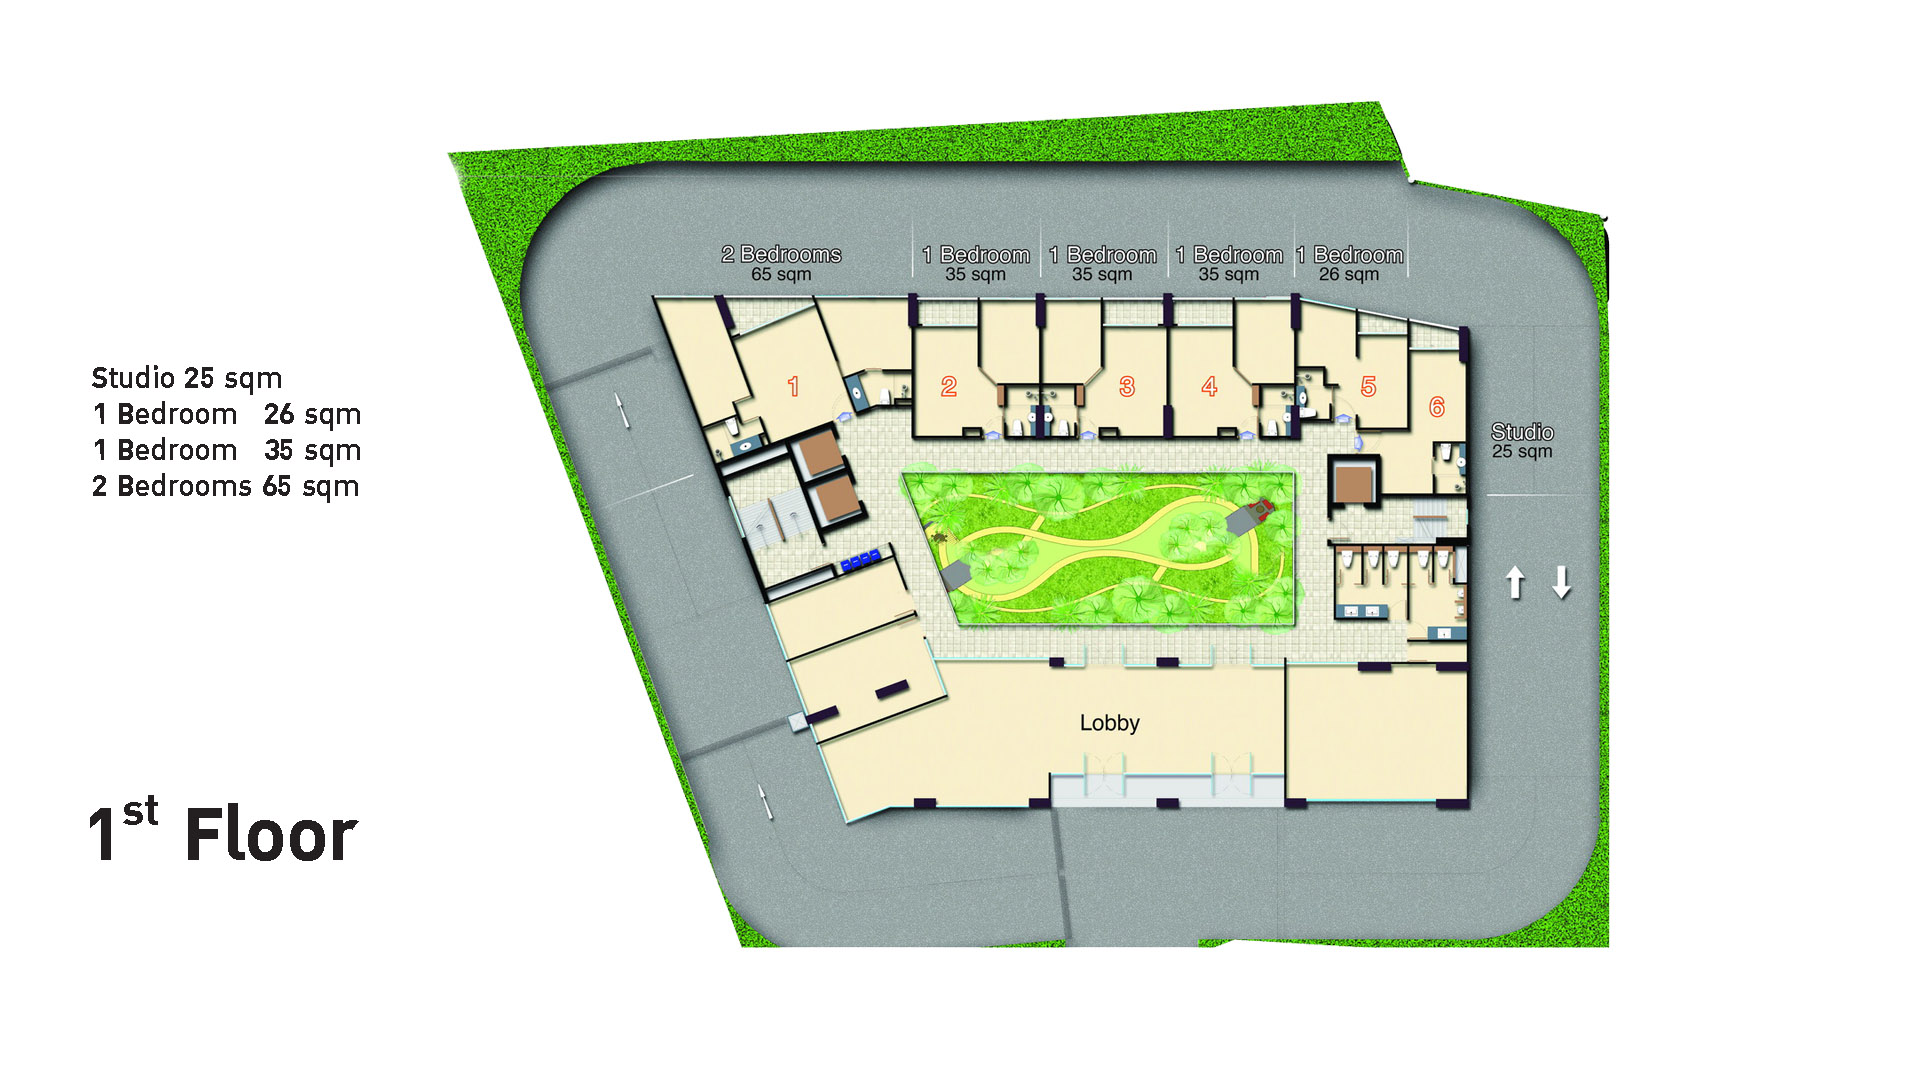 2 Bedrooms
65 sqm
1 Bedroom
35 sqm
1 Bedroom
35 sqm
1 Bedroom
35 sqm
1 Bedroom
26 sqm
1
2
3
4
5
6
Studio
25 sqm
Studio 25 sqm
1 Bedroom 26 sqm
1 Bedroom 35 sqm
2 Bedrooms 65 sqm
Lobby
1st Floor